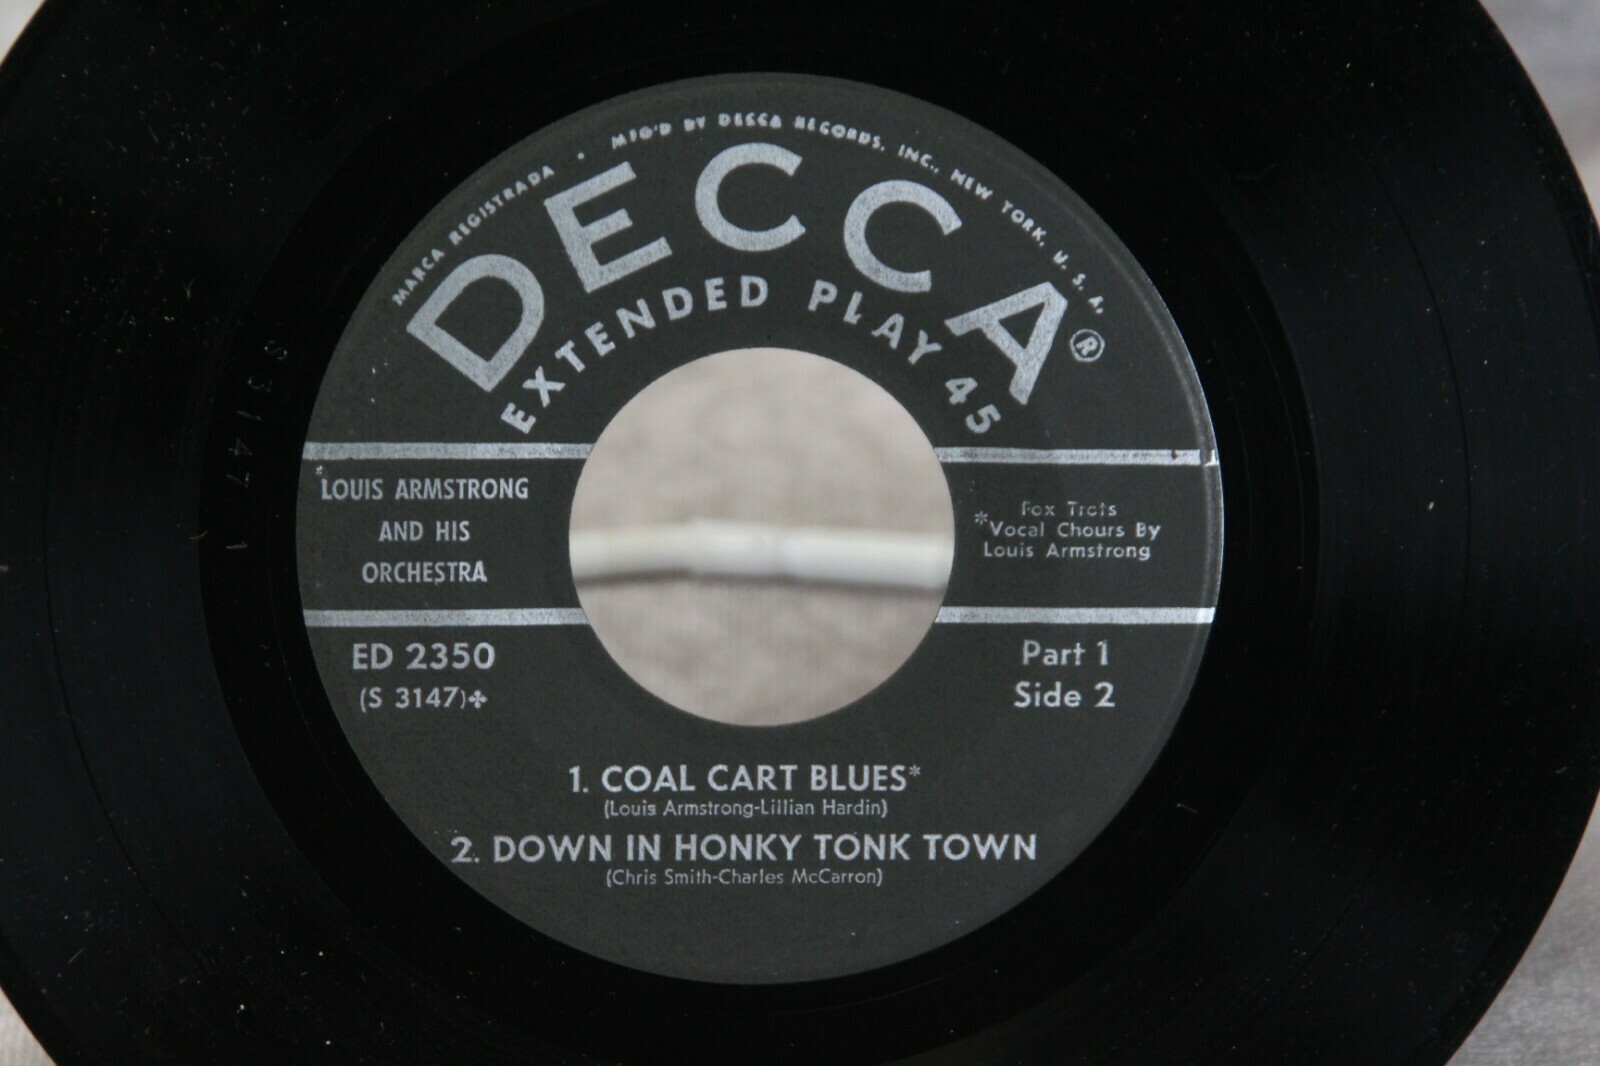 MARCA REGISTRADA • MFG'D BY DECCA RECORDS, INC., NEW YORK, U. S. A.
DECCA®
EXTENDED PLAY 45
LOUIS ARMSTRONG
AND HIS
ORCHESTRA
Fox Trots
*Vocal Chours By
Louis Armstrong
ED 2350
(S 3147)✤
Part 1
Side 2
1. COAL CART BLUES*
(Louis Armstrong-Lillian Hardin)
2. DOWN IN HONKY TONK TOWN
(Chris Smith-Charles McCarron)
S 3147 1